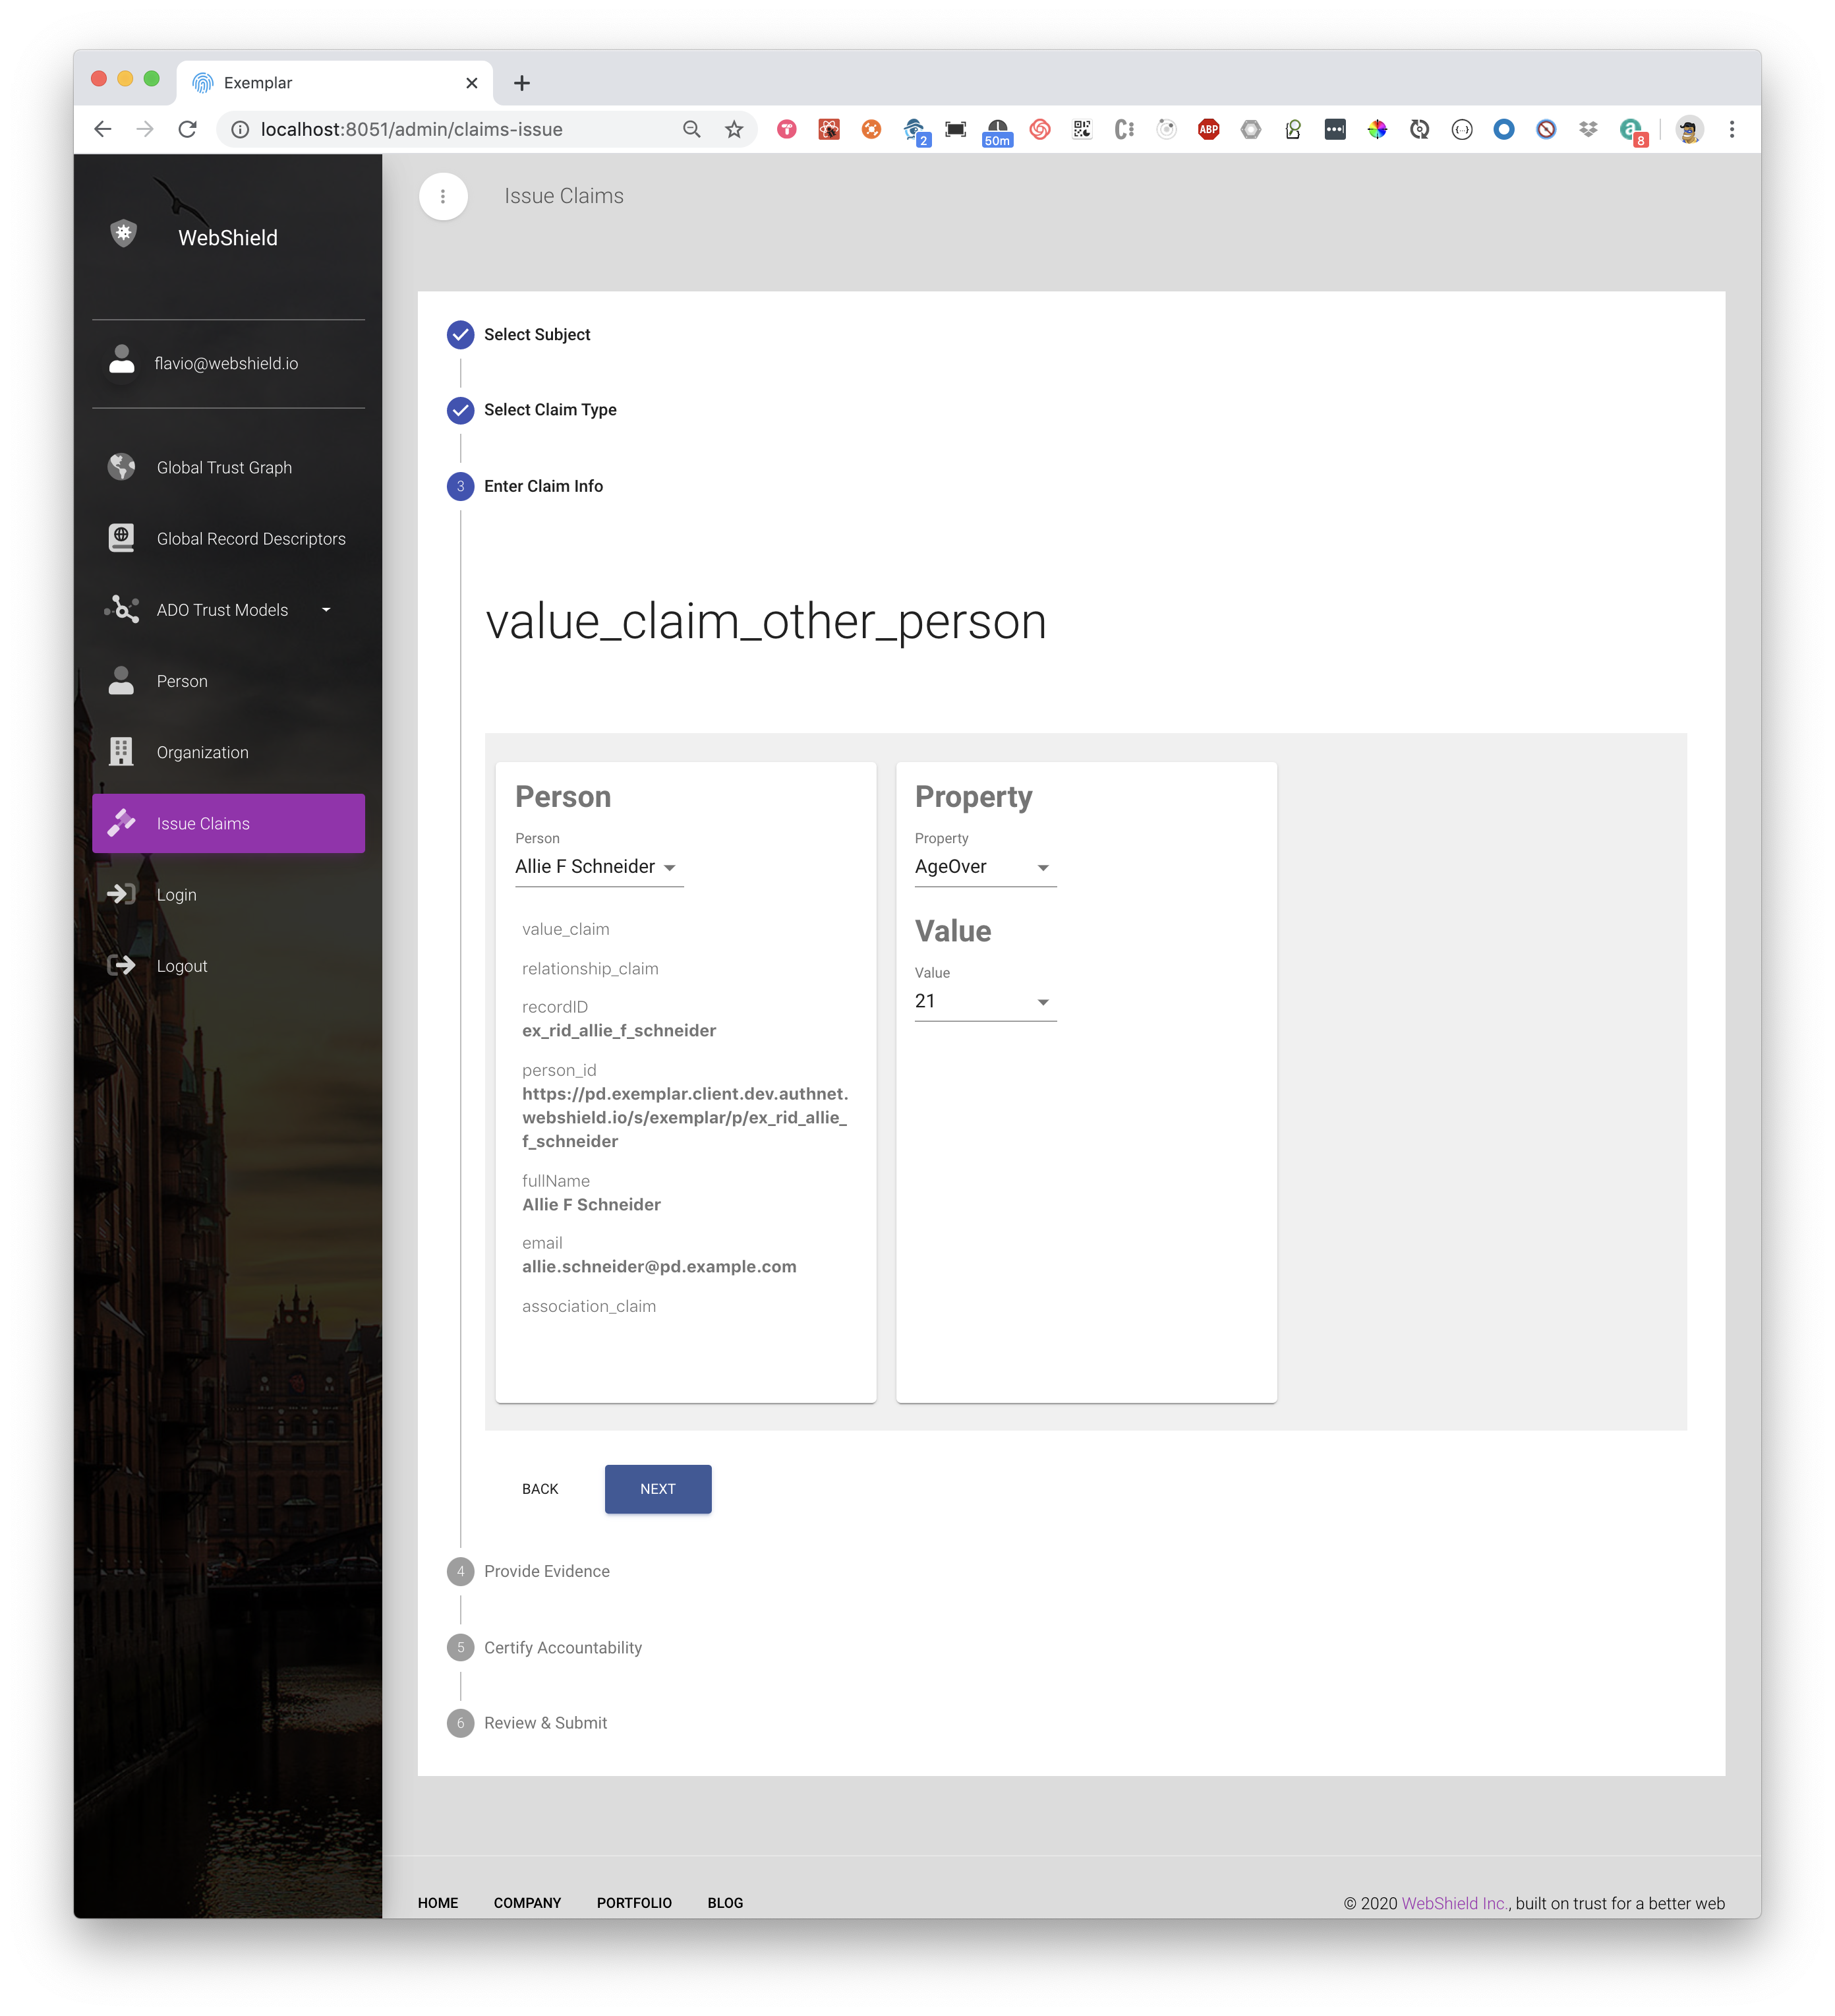 Exemplar
localhost:8051/admin/claims-issue
2
50m
ABP
8
WebShield
Issue Claims
flavio@webshield.io
Global Trust Graph
Global Record Descriptors
ADO Trust Models
Person
Organization
Issue Claims
Login
Logout
Select Subject
Select Claim Type
3 Enter Claim Info
value_claim_other_person
Person
Person
Allie F Schneider
value_claim
relationship_claim
recordID
ex_rid_allie_f_schneider
person_id
https://pd.exemplar.client.dev.authnet.
webshield.io/s/exemplar/p/ex_rid_allie_
f_schneider
fullName
Allie F Schneider
email
allie.schneider@pd.example.com
association_claim
Property
Property
AgeOver
Value
Value
21
BACK
NEXT
4 Provide Evidence
5 Certify Accountability
6 Review & Submit
HOME COMPANY PORTFOLIO BLOG
© 2020 WebShield Inc., built on trust for a better web